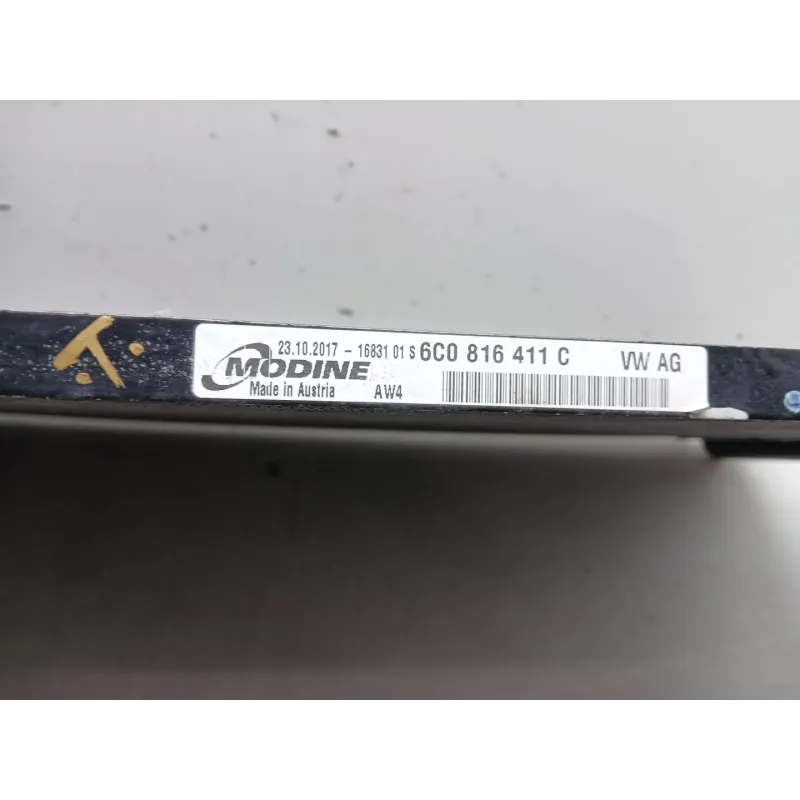 23.10.2017 - 16831 01 S 6C0 816 411 C VW AG
MODINE
Made in Austria AW4
T.